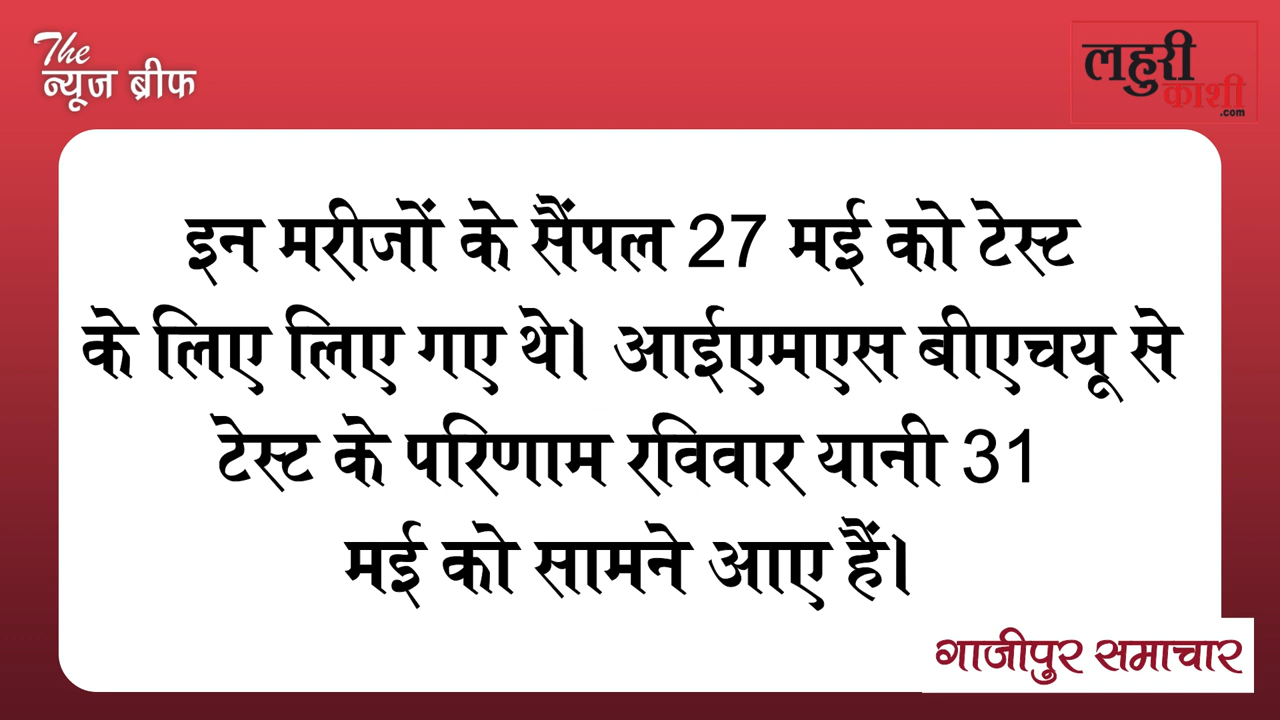 The
न्यूज ब्रीफ
लहुरी
काशी
.com
इन मरीजों के सैंपल 27 मई को टेस्ट
के लिए लिए गए थे। आईएमएस बीएचयू से
टेस्ट के परिणाम रविवार यानी 31
मई को सामने आए हैं।
गाजीपुर समाचार